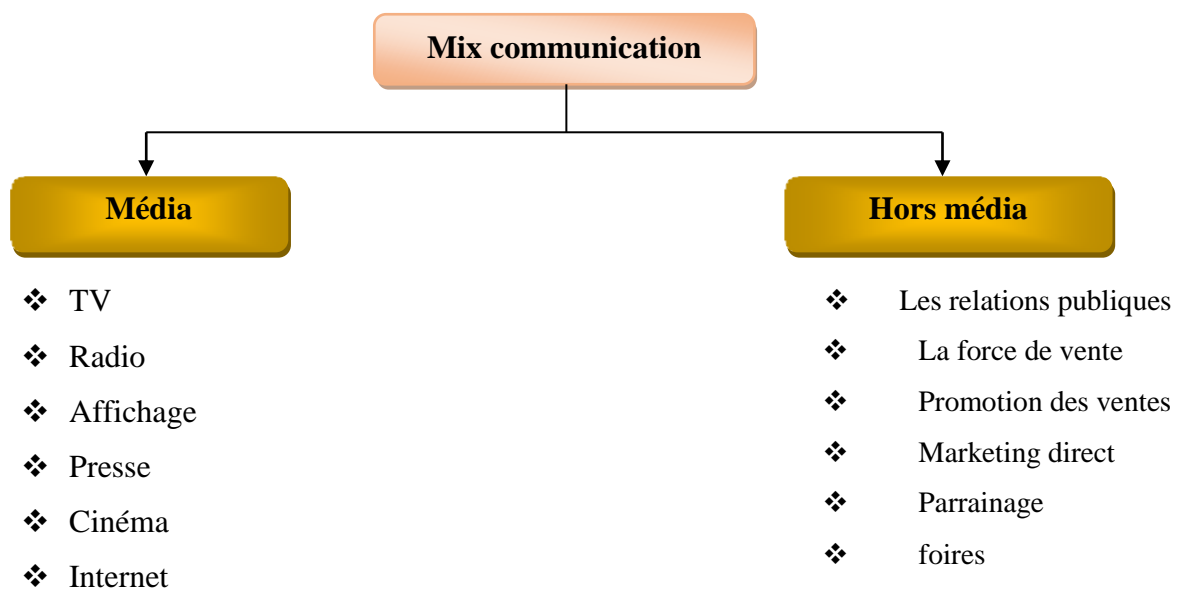 Mix communication
Média
Hors média
❖ TV
❖ Radio
❖ Affichage
❖ Presse
❖ Cinéma
❖ Internet
❖ Les relations publiques
❖ La force de vente
❖ Promotion des ventes
❖ Marketing direct
❖ Parrainage
❖ foires